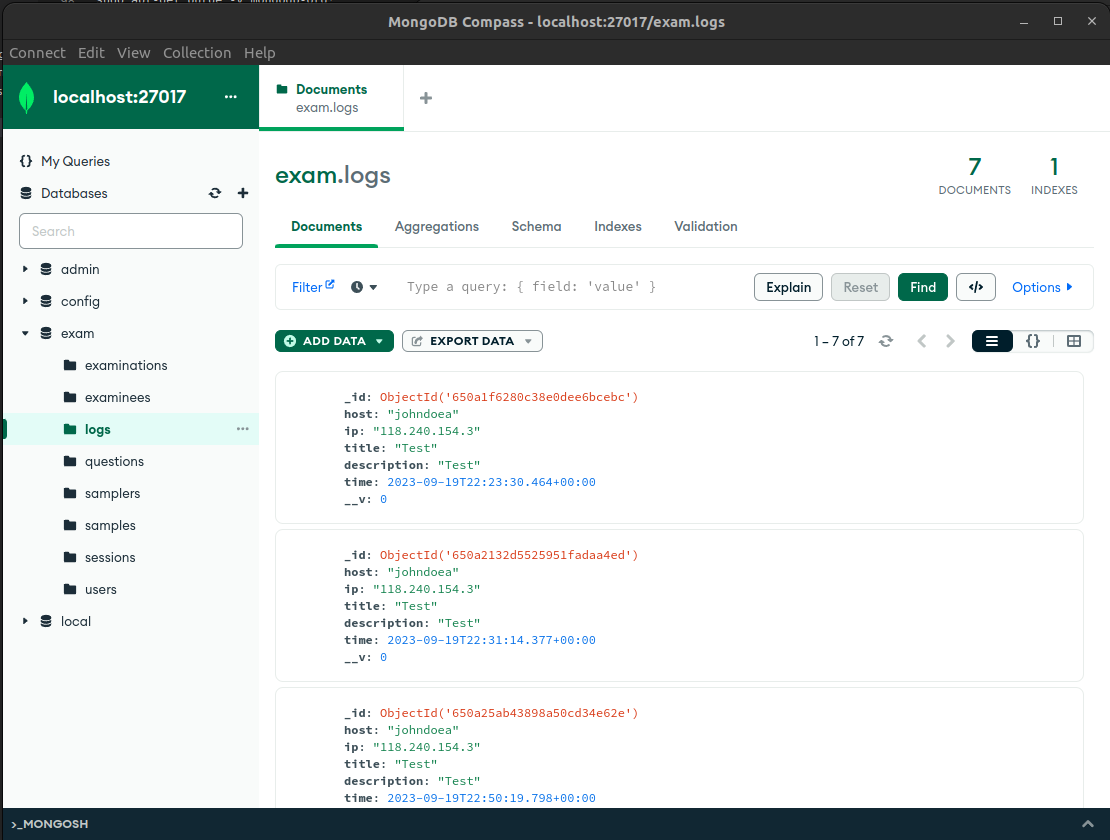 MongoDB Compass - localhost:27017/exam.logs
Connect Edit View Collection Help
localhost:27017
Documents
exam.logs
My Queries
Databases
Search
admin
config
exam
examinations
examinees
logs
questions
samplers
samples
sessions
users
local
exam.logs
7
DOCUMENTS
1
INDEXES
Documents Aggregations Schema Indexes Validation
Filter Type a query: { field: 'value' } Explain Reset Find </> Options
ADD DATA EXPORT DATA 1 – 7 of 7 {}
_id: ObjectId('650a1f6280c38e0dee6bcebc')
host: "johndoea"
ip: "118.240.154.3"
title: "Test"
description: "Test"
time: 2023-09-19T22:23:30.464+00:00
__v: 0
_id: ObjectId('650a2132d5525951fadaa4ed')
host: "johndoea"
ip: "118.240.154.3"
title: "Test"
description: "Test"
time: 2023-09-19T22:31:14.377+00:00
__v: 0
_id: ObjectId('650a25ab43898a50cd34e62e')
host: "johndoea"
ip: "118.240.154.3"
title: "Test"
description: "Test"
time: 2023-09-19T22:50:19.798+00:00
>_MONGOSH